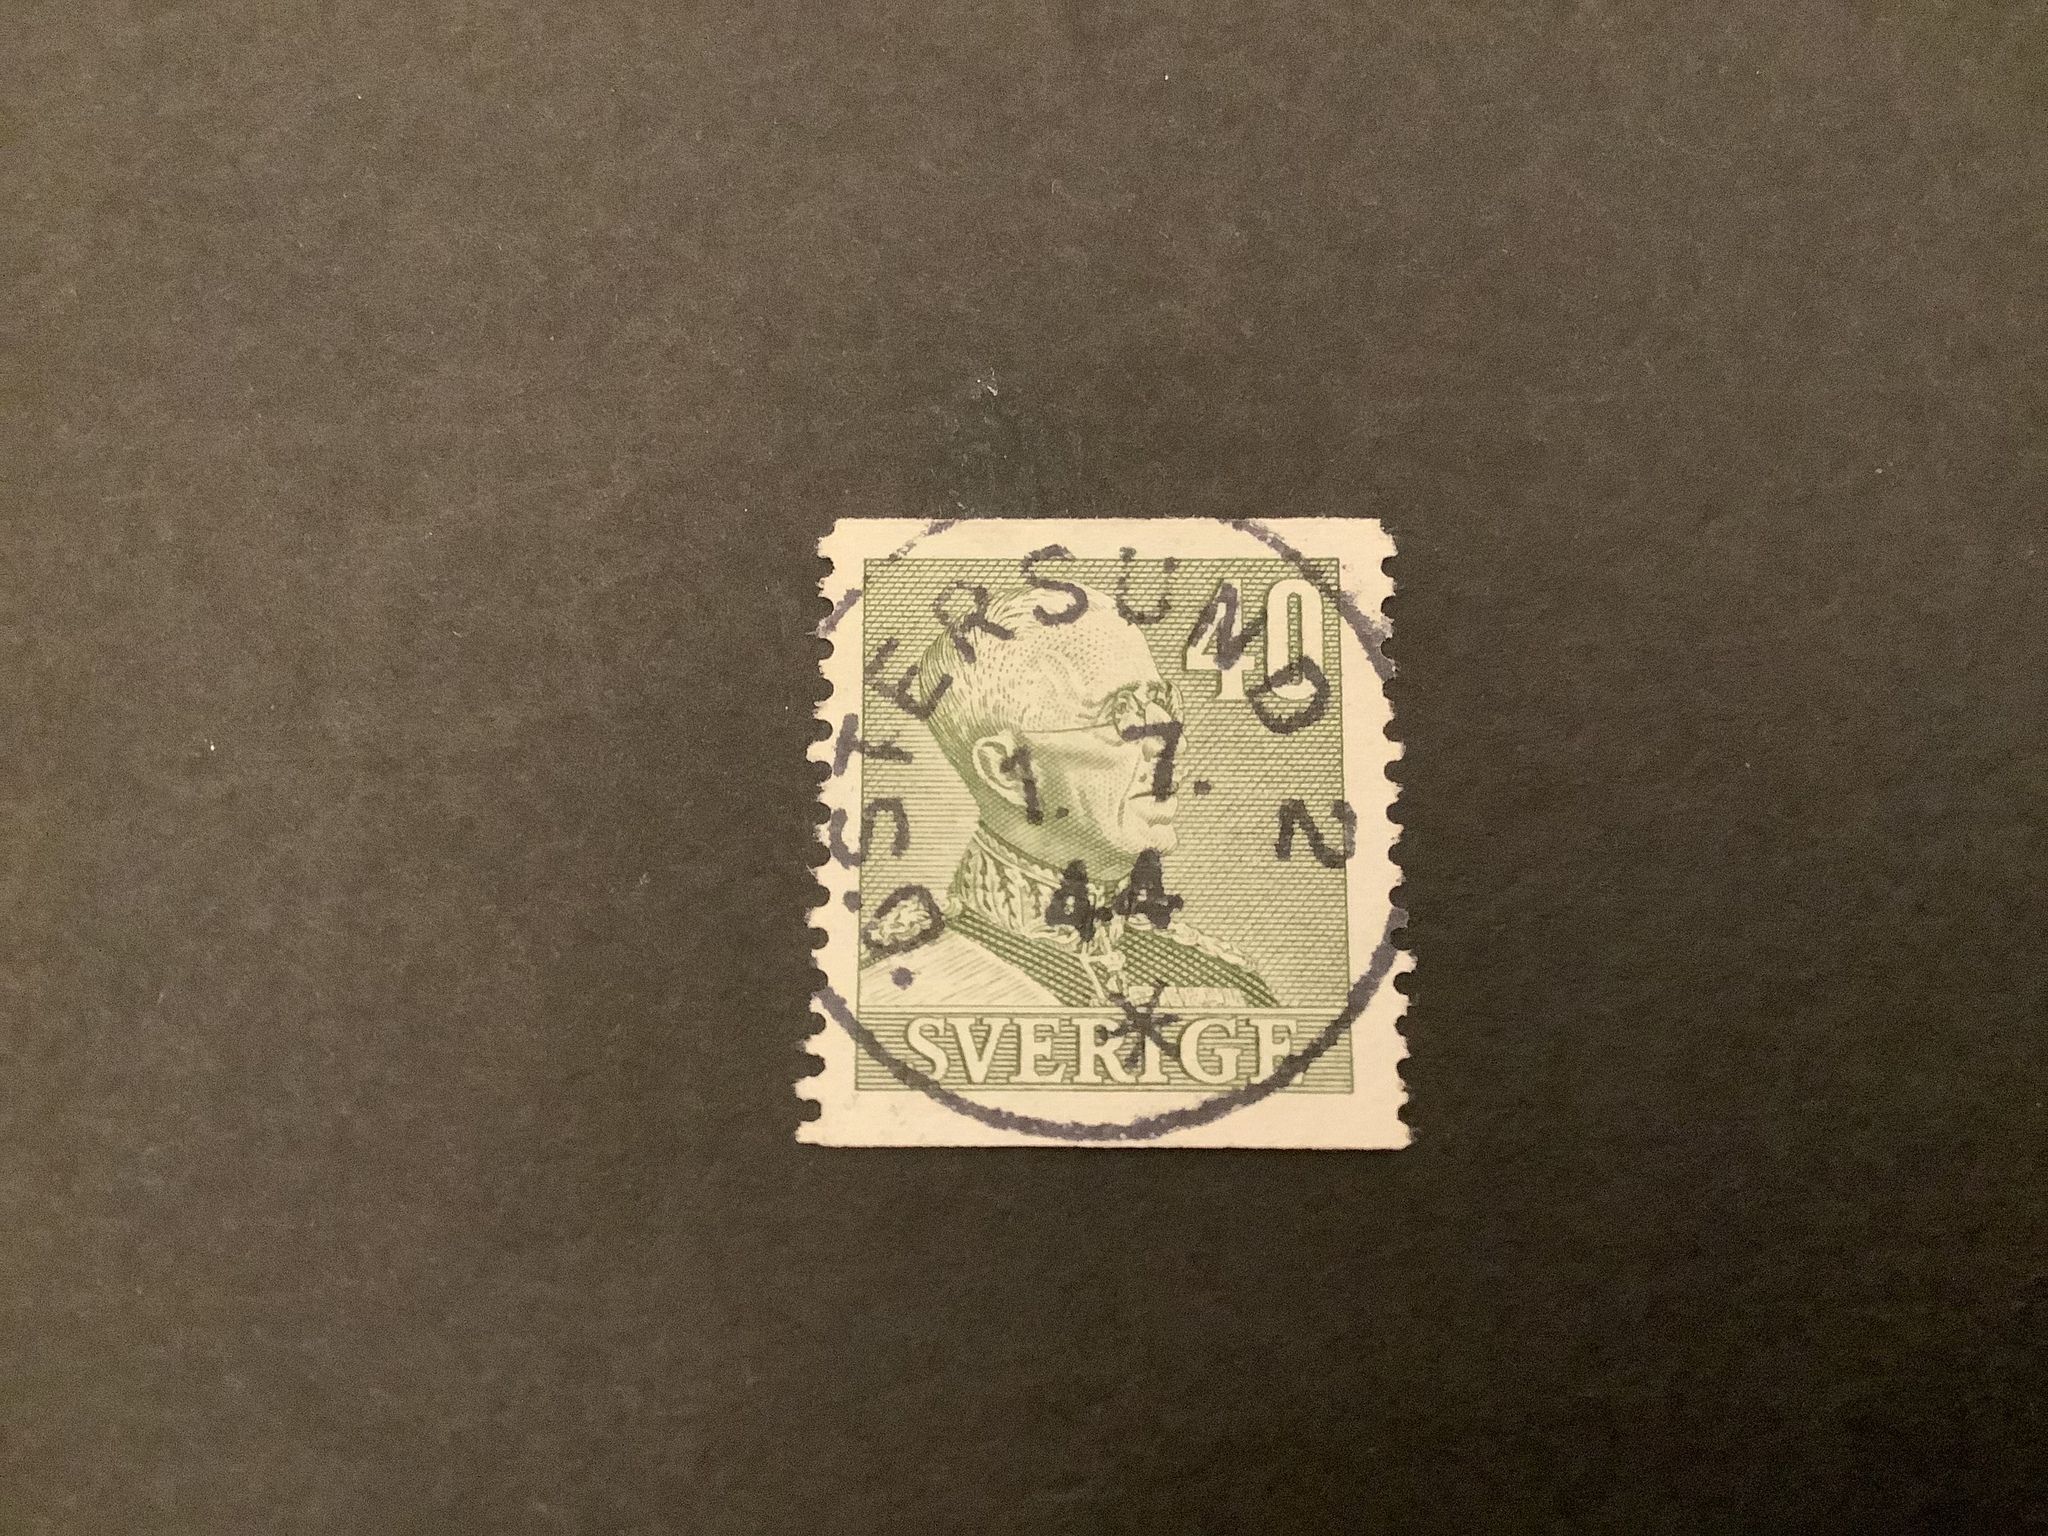 ÖSTERSUND 2
40
1.7.
44
*
SVERIGE